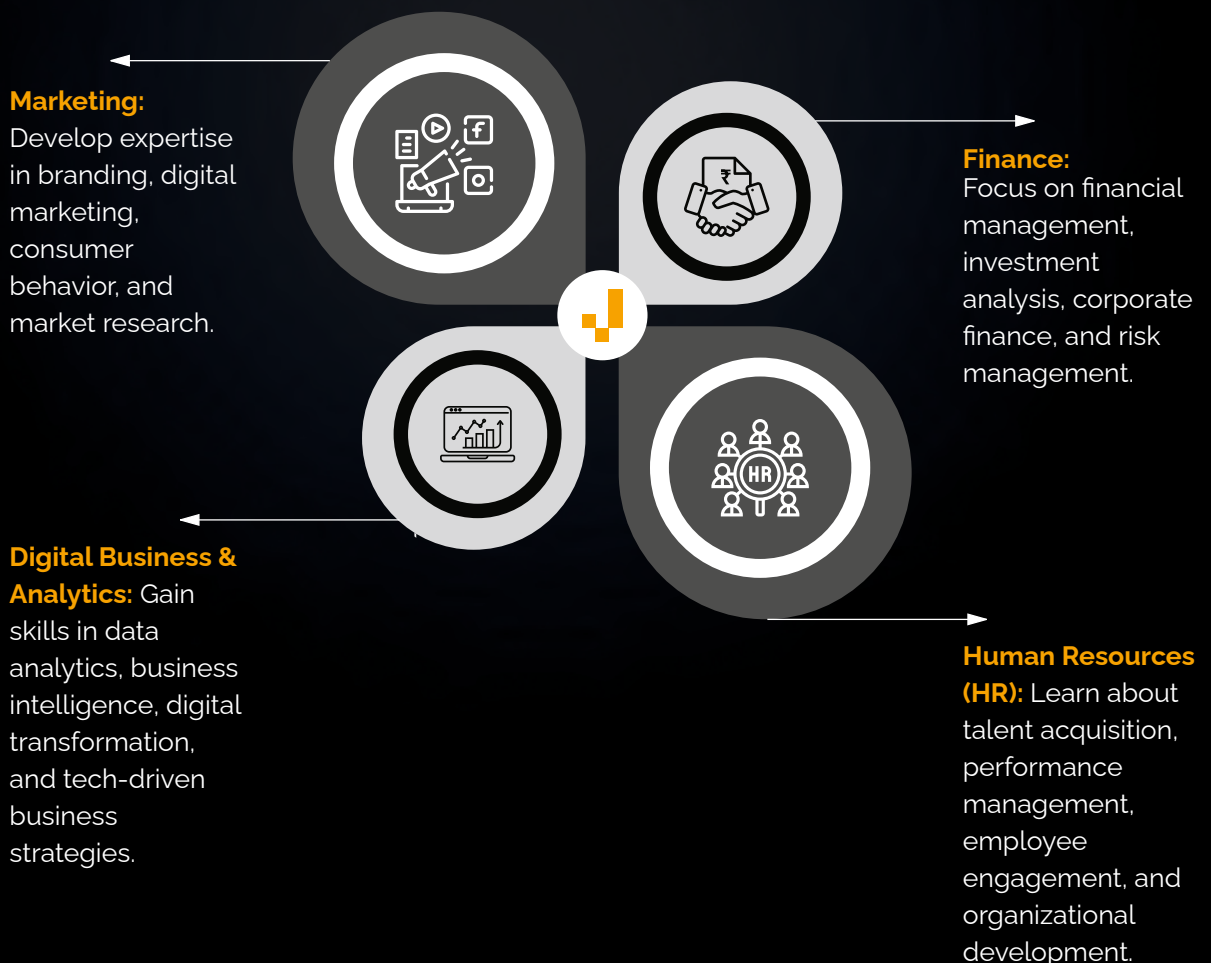 Marketing:
Develop expertise
in branding, digital
marketing,
consumer
behavior, and
market research.
Finance:
Focus on financial
management,
investment
analysis, corporate
finance, and risk
management.
₹
HR
Digital Business &
Analytics: Gain
skills in data
analytics, business
intelligence, digital
transformation,
and tech-driven
business
strategies.
Human Resources
(HR): Learn about
talent acquisition,
performance
management,
employee
engagement, and
organizational
development.